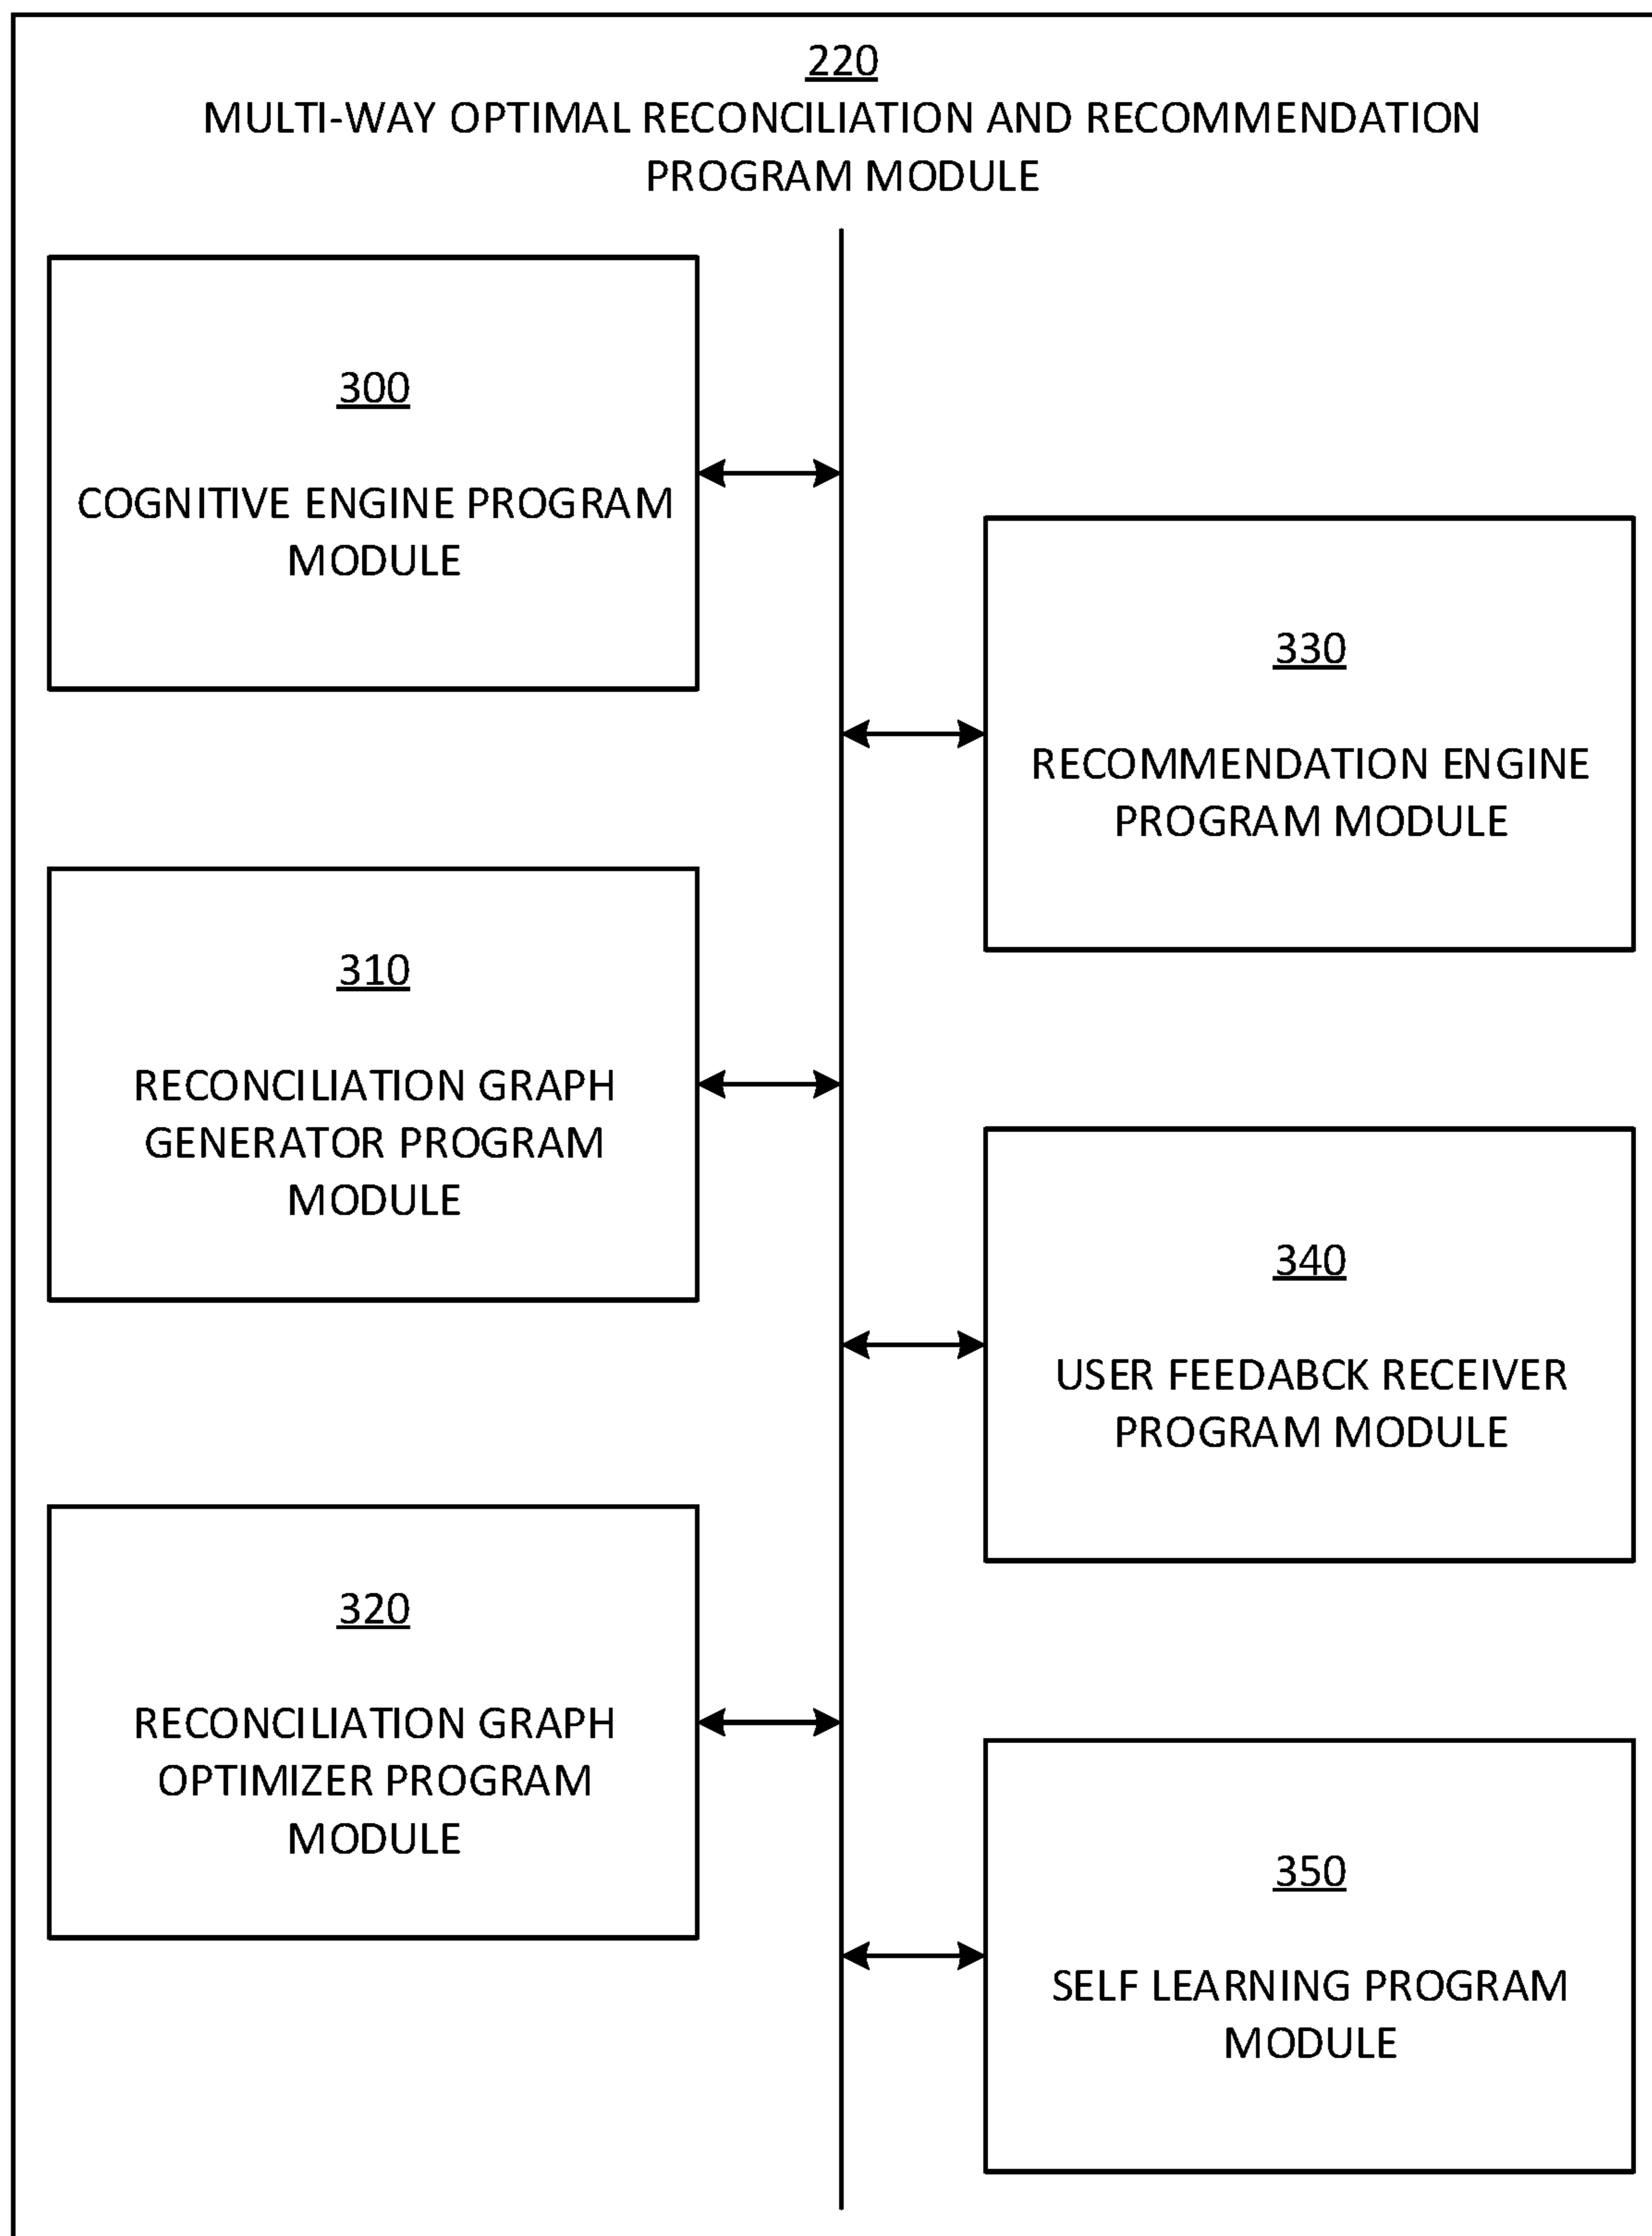 220
MULTI-WAY OPTIMAL RECONCILIATION AND RECOMMENDATION
PROGRAM MODULE
300
COGNITIVE ENGINE PROGRAM
MODULE
330
RECOMMENDATION ENGINE
PROGRAM MODULE
310
RECONCILIATION GRAPH
GENERATOR PROGRAM
MODULE
340
USER FEEDABCK RECEIVER
PROGRAM MODULE
320
RECONCILIATION GRAPH
OPTIMIZER PROGRAM
MODULE
350
SELF LEARNING PROGRAM
MODULE